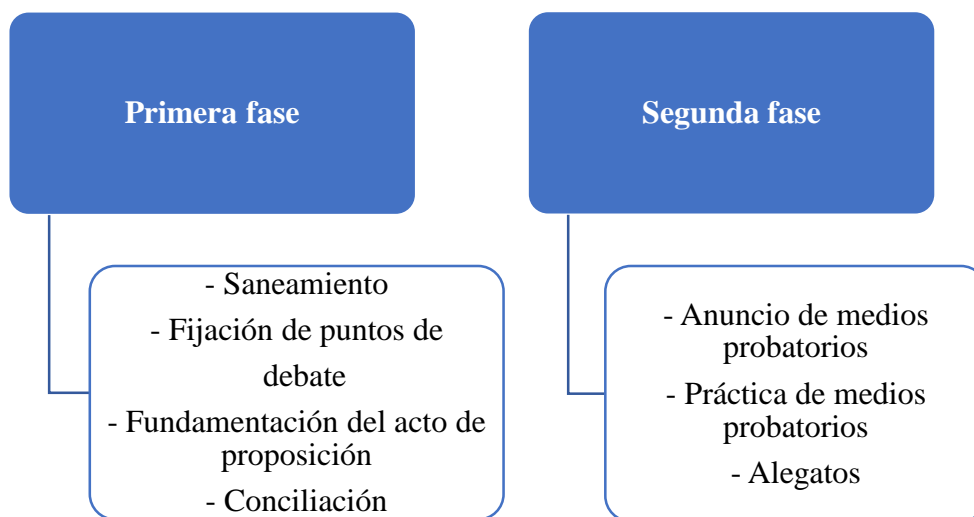 Primera fase
- Saneamiento
- Fijación de puntos de
debate
- Fundamentación del acto de
proposición
- Conciliación
Segunda fase
- Anuncio de medios
probatorios
- Práctica de medios
probatorios
- Alegatos